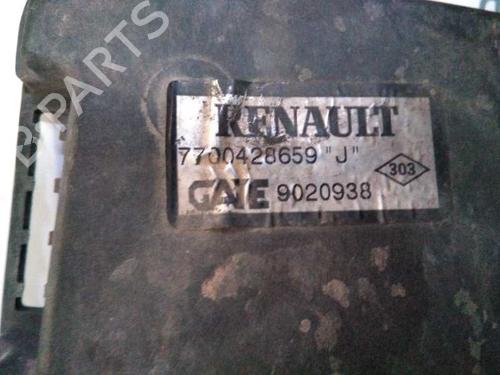 B-PARTS
RENAULT
7700428659 "J"
303
GATE 9020938